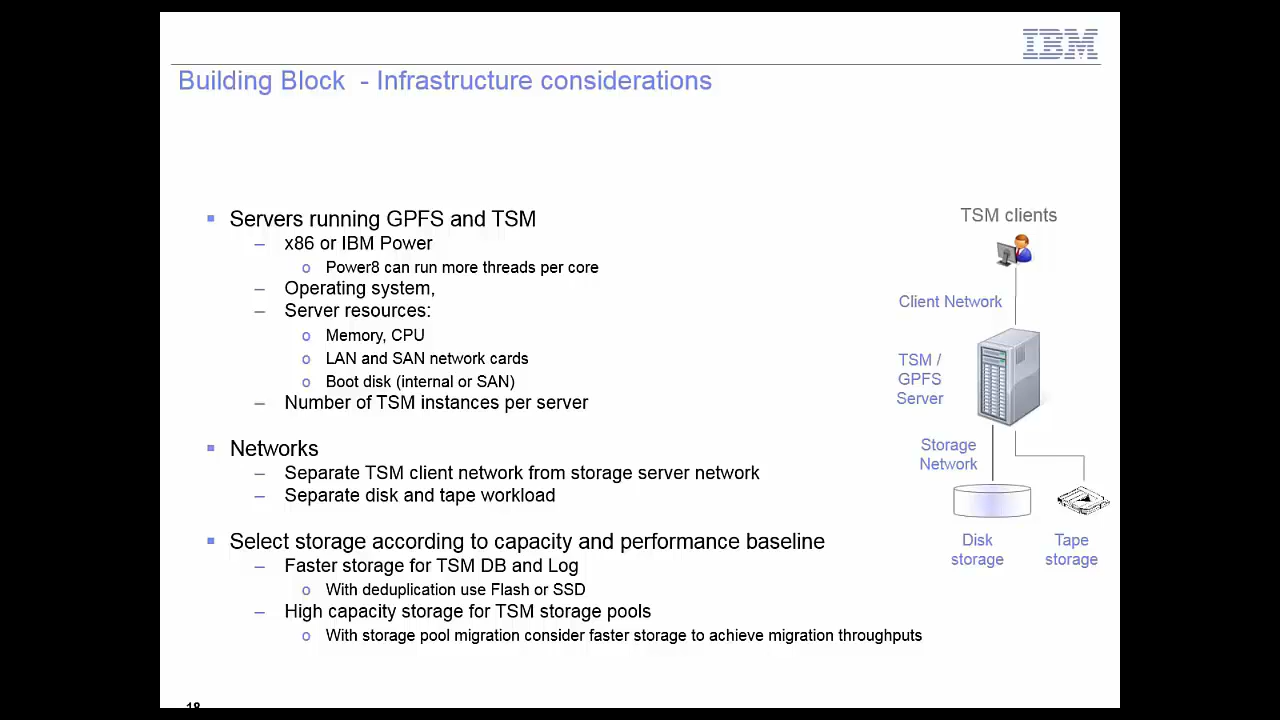 IBM
Building Block - Infrastructure considerations
▪ Servers running GPFS and TSM
– x86 or IBM Power
o Power8 can run more threads per core
– Operating system,
– Server resources:
o Memory, CPU
o LAN and SAN network cards
o Boot disk (internal or SAN)
– Number of TSM instances per server
▪ Networks
– Separate TSM client network from storage server network
– Separate disk and tape workload
▪ Select storage according to capacity and performance baseline
– Faster storage for TSM DB and Log
o With deduplication use Flash or SSD
– High capacity storage for TSM storage pools
o With storage pool migration consider faster storage to achieve migration throughputs
TSM clients
Client Network
TSM /
GPFS
Server
Storage
Network
Disk
storage
Tape
storage
18